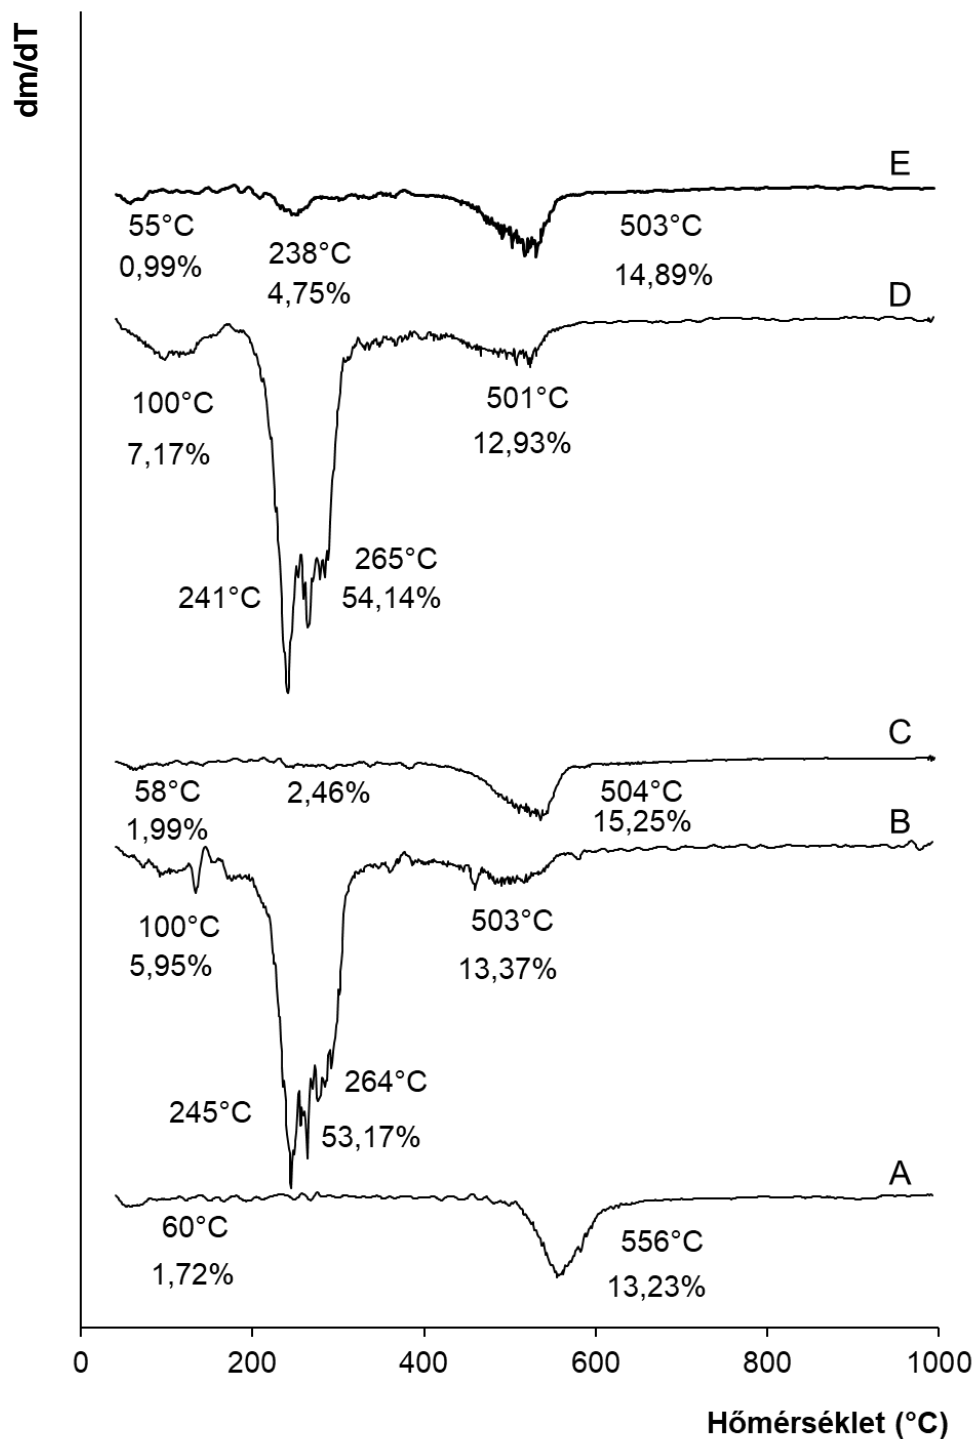 dm/dT
E
55°C
0,99%
238°C
4,75%
503°C
14,89%
D
100°C
7,17%
501°C
12,93%
241°C
265°C
54,14%
C
58°C
1,99%
2,46%
504°C
15,25%
B
100°C
5,95%
503°C
13,37%
245°C
264°C
53,17%
A
60°C
1,72%
556°C
13,23%
0 200 400 600 800 1000
Hőmérséklet (°C)